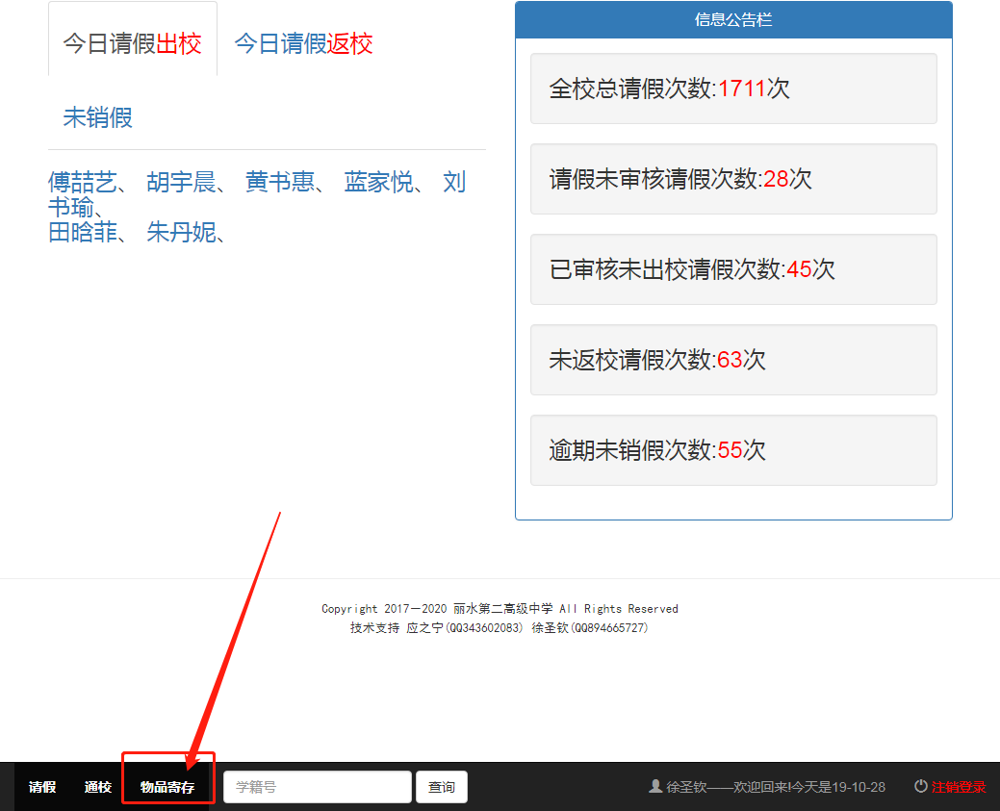 今日请假出校 今日请假返校
未销假
傅喆艺、 胡宇晨、 黄书惠、 蓝家悦、 刘
书瑜、
田晗菲、 朱丹妮、
信息公告栏
全校总请假次数:1711次
请假未审核请假次数:28次
已审核未出校请假次数:45次
未返校请假次数:63次
逾期未销假次数:55次
Copyright 2017—2020 丽水第二高级中学 All Rights Reserved
技术支持 应之宁(QQ343602083) 徐圣钦(QQ894665727)
请假 通校 物品寄存 学籍号 查询 徐圣钦——欢迎回来!今天是19-10-28 注销登录